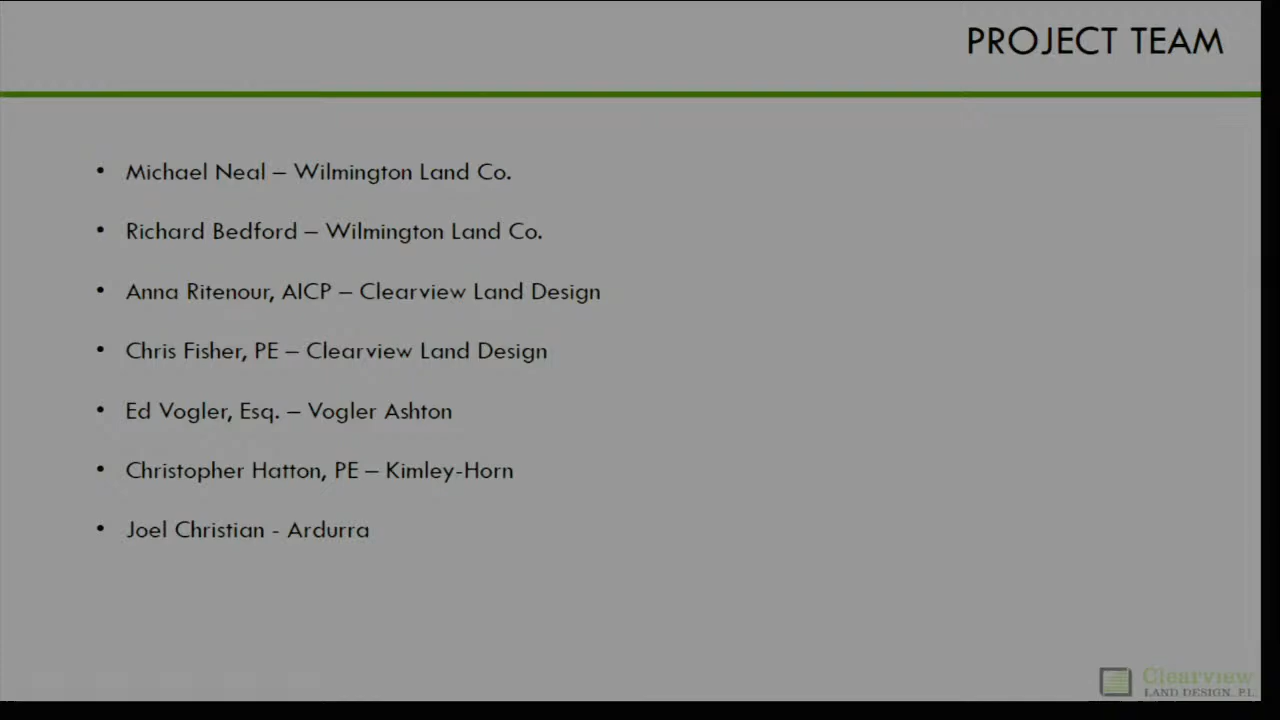 PROJECT TEAM
• Michael Neal – Wilmington Land Co.
• Richard Bedford – Wilmington Land Co.
• Anna Ritenour, AICP – Clearview Land Design
• Chris Fisher, PE – Clearview Land Design
• Ed Vogler, Esq. – Vogler Ashton
• Christopher Hatton, PE – Kimley-Horn
• Joel Christian - Ardurra
Clearview
LAND DESIGN, P.L.